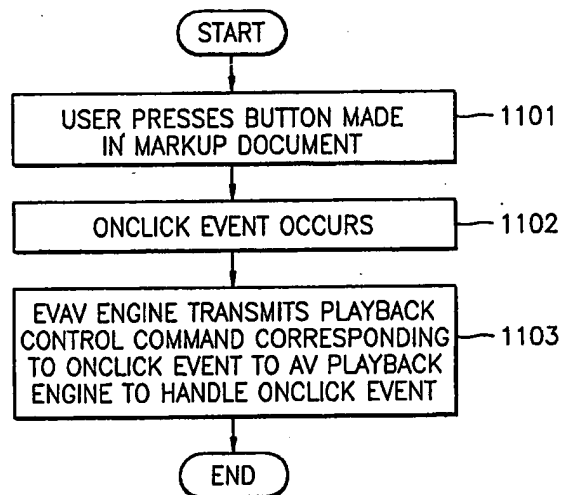 START
USER PRESSES BUTTON MADE
IN MARKUP DOCUMENT
1101
ONCLICK EVENT OCCURS
1102
EVAV ENGINE TRANSMITS PLAYBACK
CONTROL COMMAND CORRESPONDING
TO ONCLICK EVENT TO AV PLAYBACK
ENGINE TO HANDLE ONCLICK EVENT
1103
END